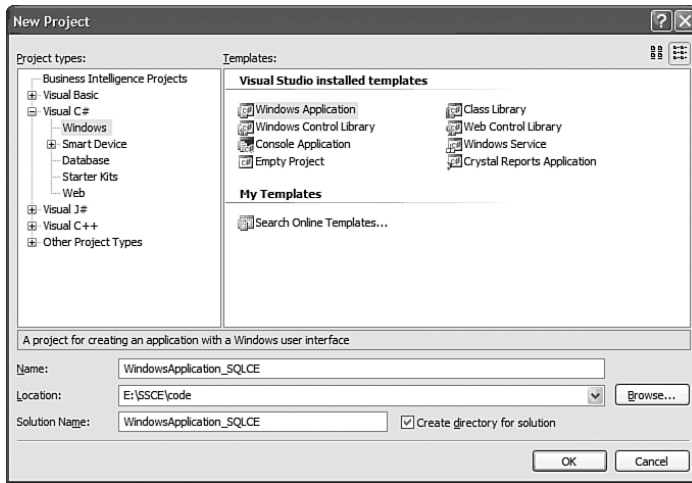 New Project
Project types:
Templates:
Business Intelligence Projects
Visual Basic
Visual C#
Windows
Smart Device
Database
Starter Kits
Web
Visual J#
Visual C++
Other Project Types
Visual Studio installed templates
Windows Application
Class Library
Windows Control Library
Web Control Library
Console Application
Windows Service
Empty Project
Crystal Reports Application
My Templates
Search Online Templates...
A project for creating an application with a Windows user interface
Name:
WindowsApplication_SQLCE
Location:
E:\SSCE\code
Browse...
Solution Name:
WindowsApplication_SQLCE
Create directory for solution
OK
Cancel